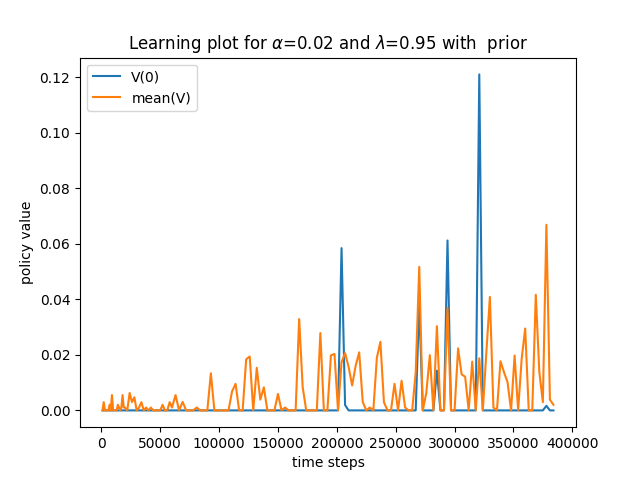 Learning plot for α=0.02 and λ=0.95 with  prior
V(0)
mean(V)
policy value
0.12
0.10
0.08
0.06
0.04
0.02
0.00
0 50000 100000 150000 200000 250000 300000 350000 400000
time steps